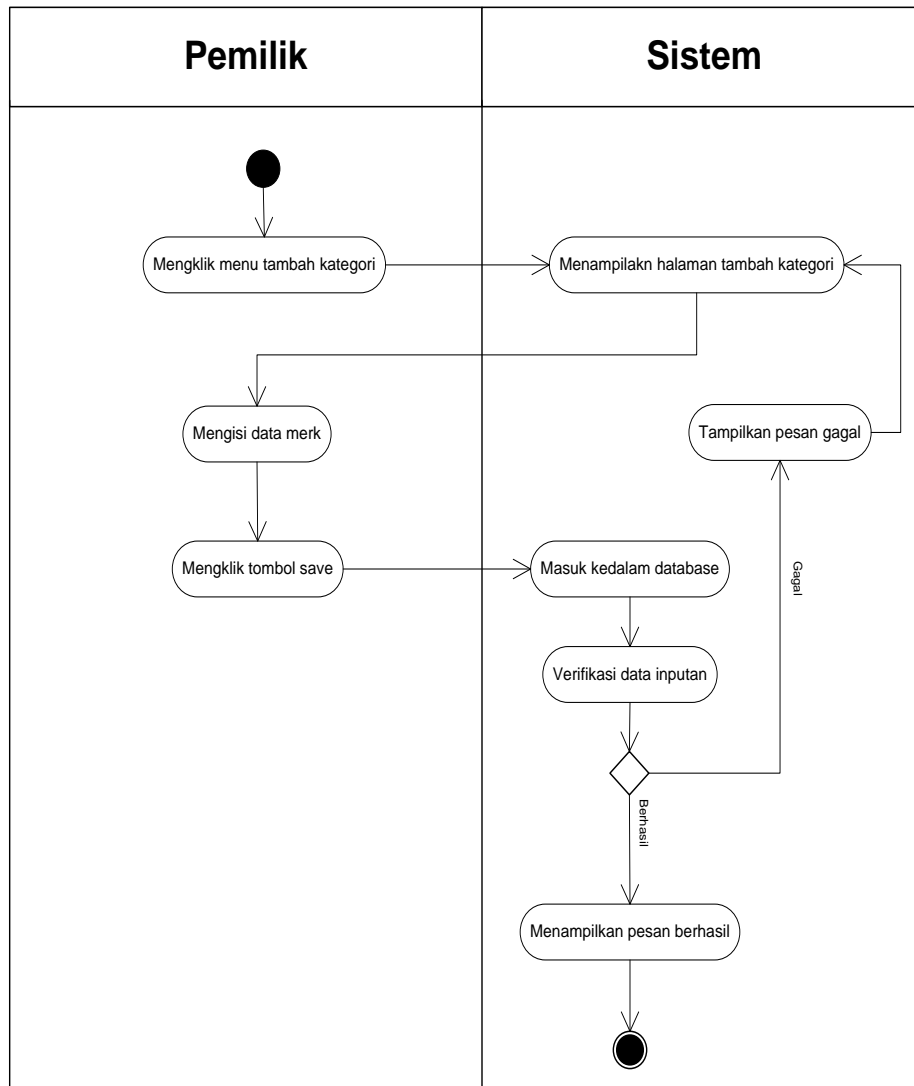 Pemilik
Sistem
Mengklik menu tambah kategori
Menampilakn halaman tambah kategori
Mengisi data merk
Tampilkan pesan gagal
Mengklik tombol save
Masuk kedalam database
Gagal
Verifikasi data inputan
Berhasil
Menampilkan pesan berhasil